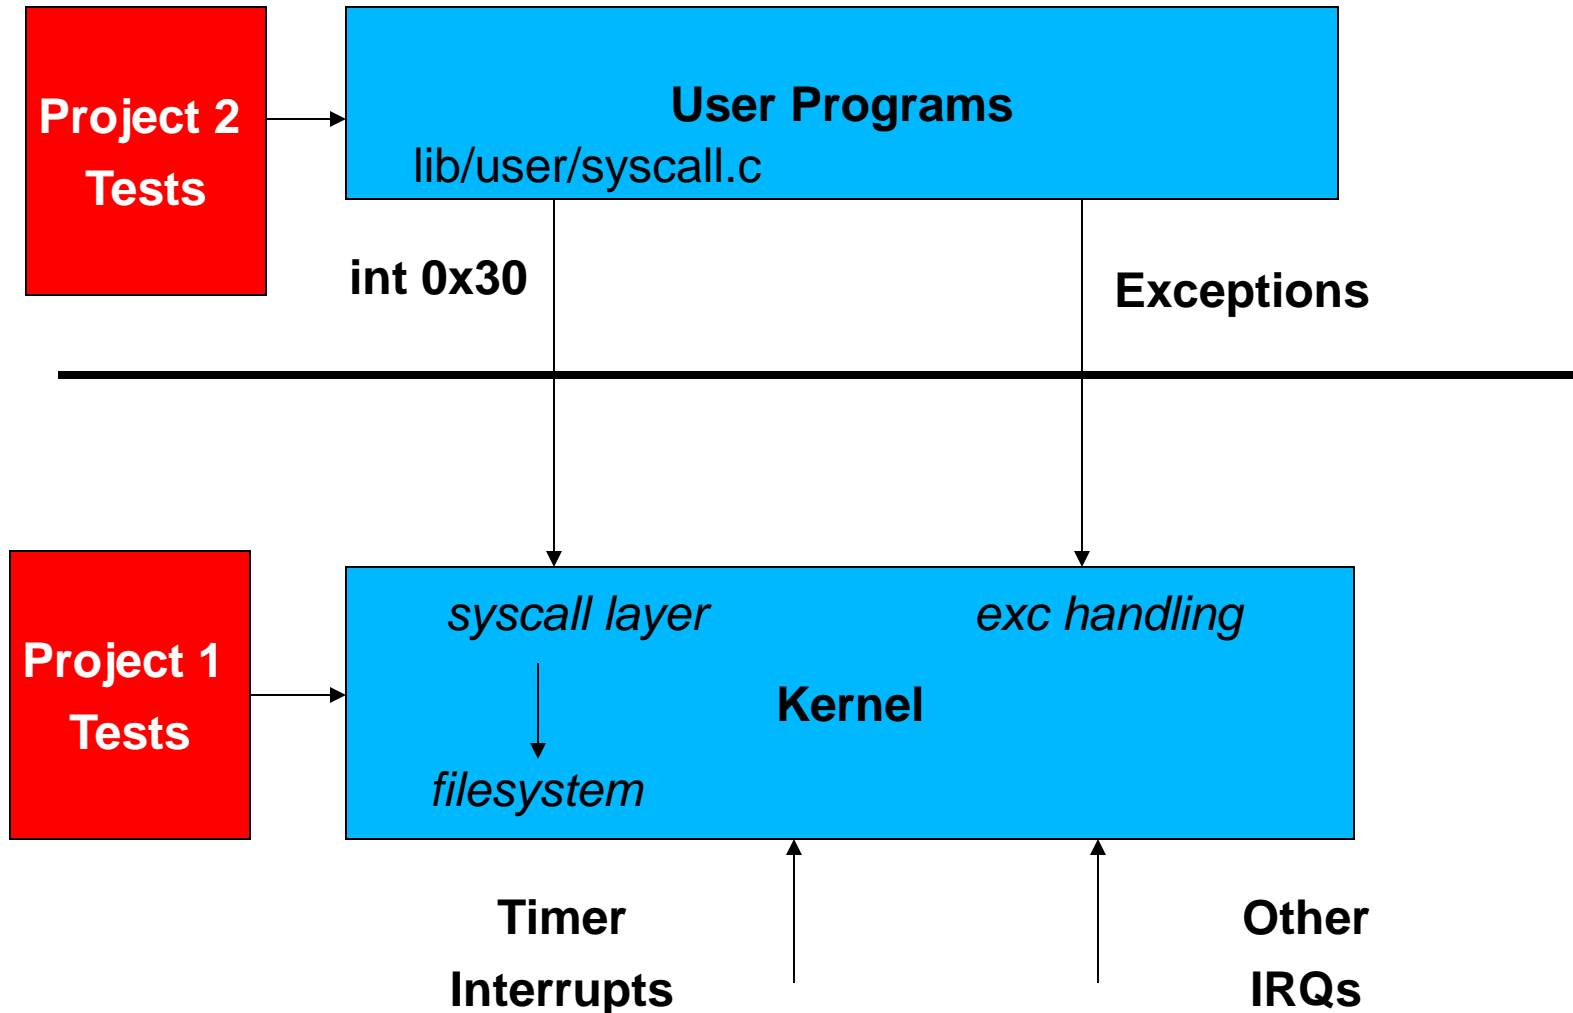 Project 2
Tests
User Programs
lib/user/syscall.c
int 0x30
Exceptions
Project 1
Tests
syscall layer
exc handling
Kernel
filesystem
Timer
Interrupts
Other
IRQs